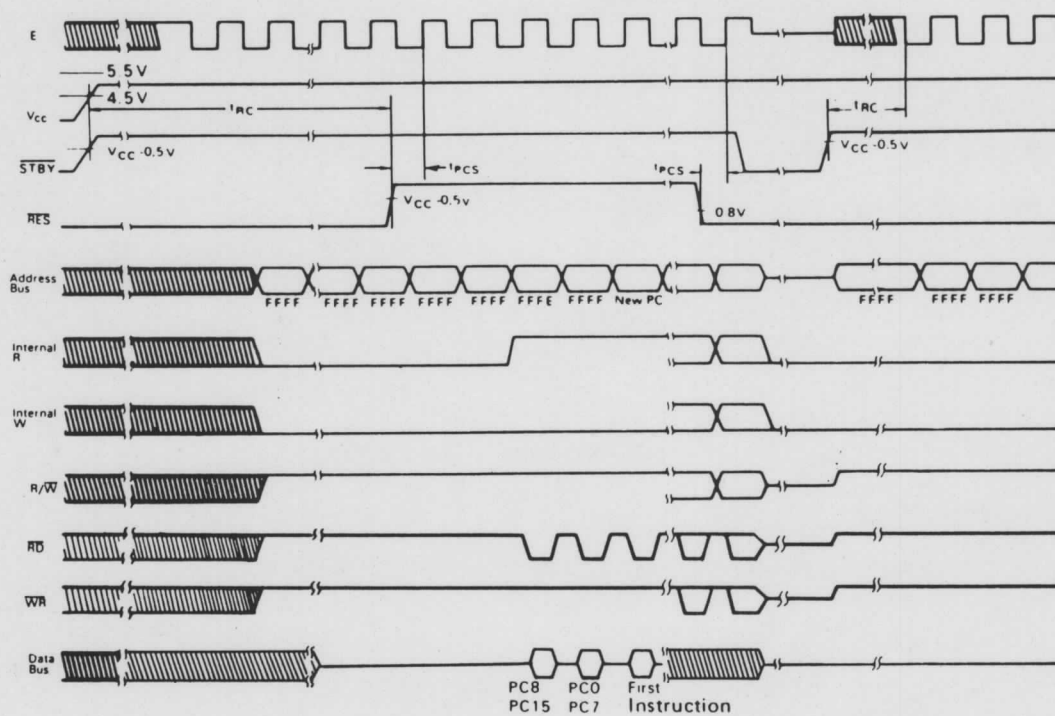 E
5.5V
4.5V
VCC
tRC
tRC
VCC -0.5V
VCC -0.5V
STBY
tPCS
tPCS
VCC -0.5V
0.8V
RES
Address
Bus
FFFF FFFF FFFF FFFF FFFF FFFE FFFF New PC FFFF FFFF FFFF
Internal
R
Internal
W
R/W
RD
WR
Data
Bus
PC8 PC0 First
PC15 PC7 Instruction